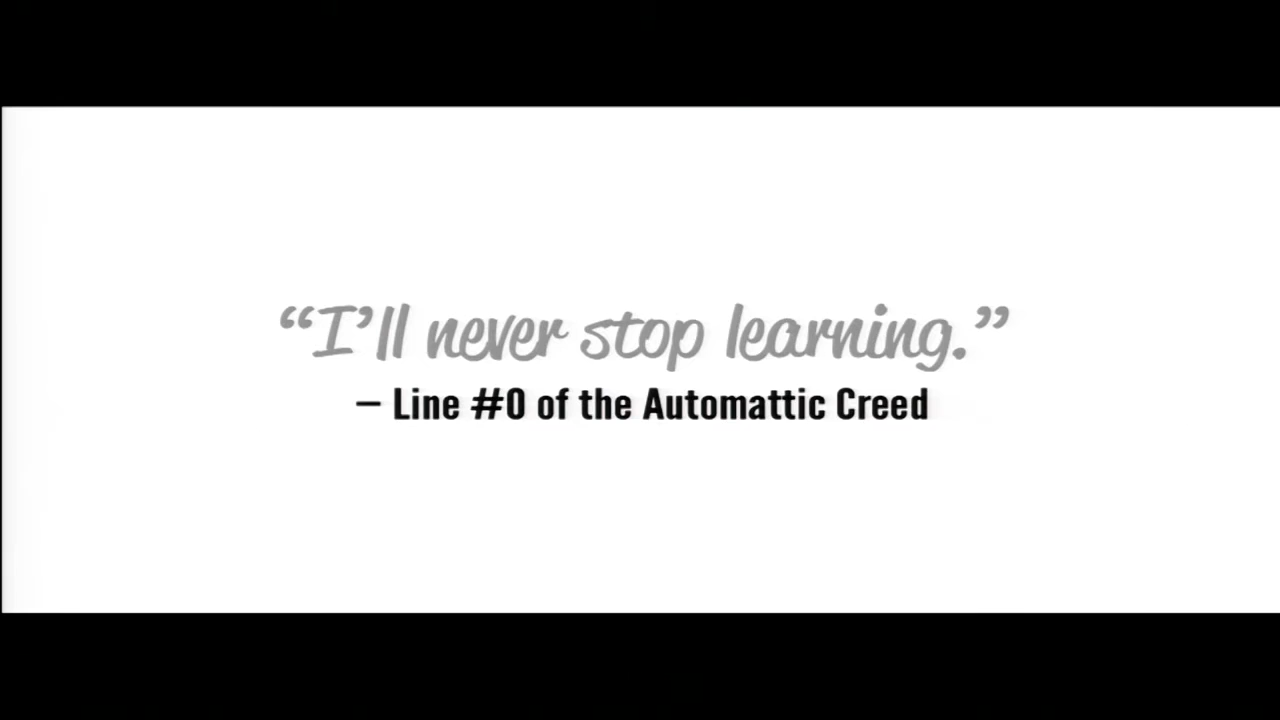 “I’ll never stop learning.”
– Line #0 of the Automattic Creed